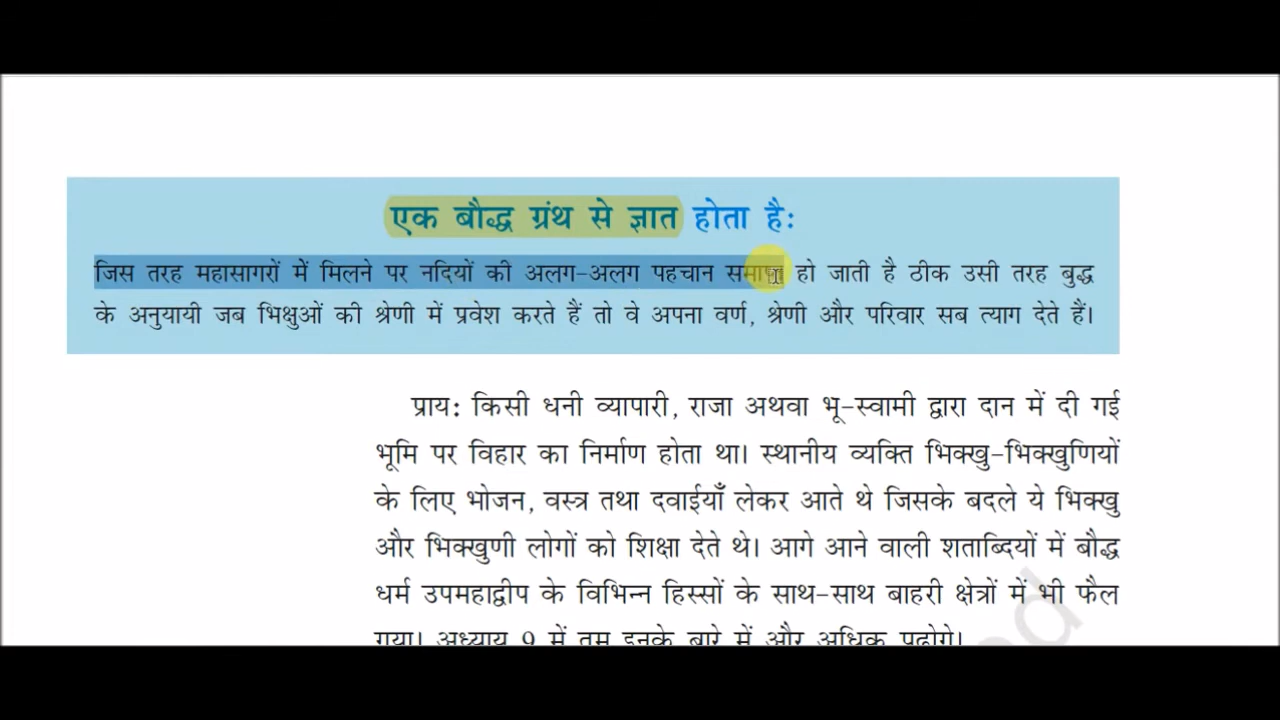 एक बौद्ध ग्रंथ से ज्ञात होता है:
जिस तरह महासागरों में मिलने पर नदियों की अलग-अलग पहचान समाप्त हो जाती है ठीक उसी तरह बुद्ध
के अनुयायी जब भिक्षुओं की श्रेणी में प्रवेश करते हैं तो वे अपना वर्ण, श्रेणी और परिवार सब त्याग देते हैं।
प्राय: किसी धनी व्यापारी, राजा अथवा भू-स्वामी द्वारा दान में दी गई
भूमि पर विहार का निर्माण होता था। स्थानीय व्यक्ति भिक्खु-भिक्खुणियों
के लिए भोजन, वस्त्र तथा दवाईयाँ लेकर आते थे जिसके बदले ये भिक्खु
और भिक्खुणी लोगों को शिक्षा देते थे। आगे आने वाली शताब्दियों में बौद्ध
धर्म उपमहाद्वीप के विभिन्न हिस्सों के साथ-साथ बाहरी क्षेत्रों में भी फैल
गया। अध्याय 9 में तुम इनके बारे में और अधिक पढ़ोगे।